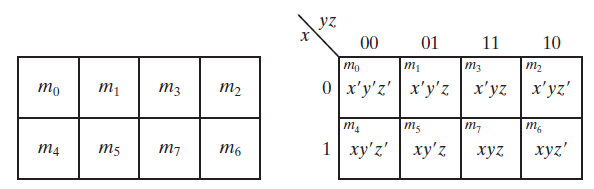 yz
x
00 01 11 10
m₀ m₁ m₃ m₂
m₀ m₁ m₃ m₂
0 x'y'z' x'y'z x'yz x'yz'
m₄ m₅ m₇ m₆
m₄ m₅ m₇ m₆
1 xy'z' xy'z xyz xyz'